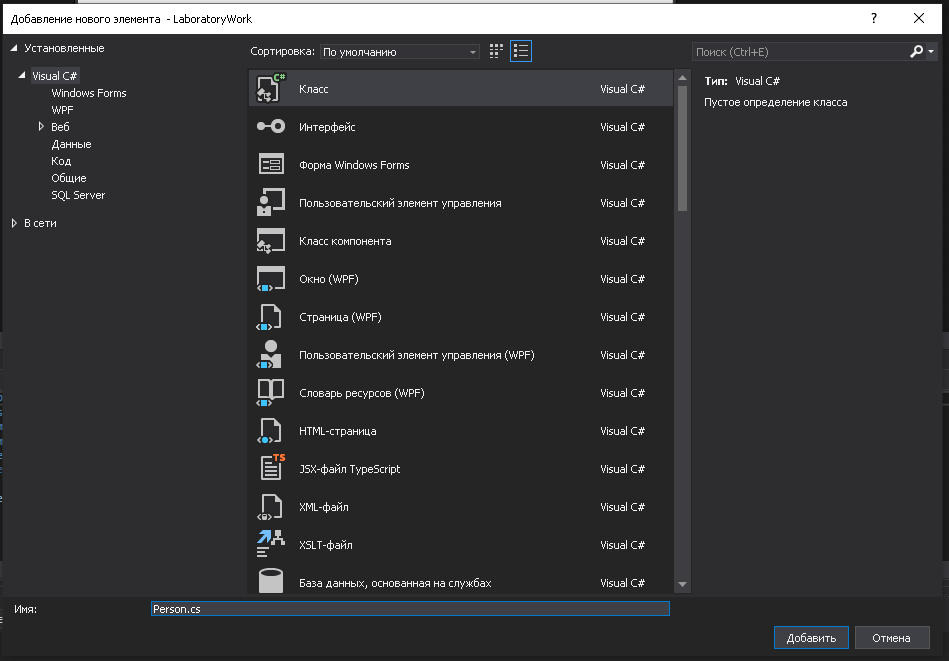 Добавление нового элемента - LaboratoryWork
?
Установленные
Сортировка: По умолчанию
Поиск (Ctrl+E)
Visual C#
Windows Forms
WPF
Веб
Данные
Код
Общие
SQL Server
В сети
C#
Класс Visual C#
Интерфейс Visual C#
Форма Windows Forms Visual C#
Пользовательский элемент управления Visual C#
Класс компонента Visual C#
Окно (WPF) Visual C#
Страница (WPF) Visual C#
Пользовательский элемент управления (WPF) Visual C#
Словарь ресурсов (WPF) Visual C#
HTML-страница Visual C#
TS
JSX-файл TypeScript Visual C#
XML-файл Visual C#
XSLT-файл Visual C#
База данных, основанная на службах Visual C#
Тип: Visual C#
Пустое определение класса
Имя: Person.cs
Добавить Отмена